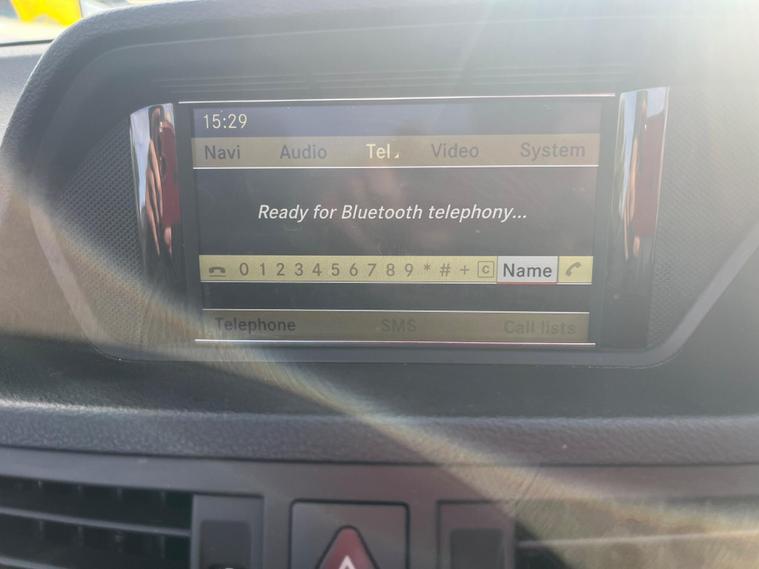 15:29
Navi Audio Tel Video System
Ready for Bluetooth telephony...
0 1 2 3 4 5 6 7 8 9 * # + C Name
Telephone SMS Call lists